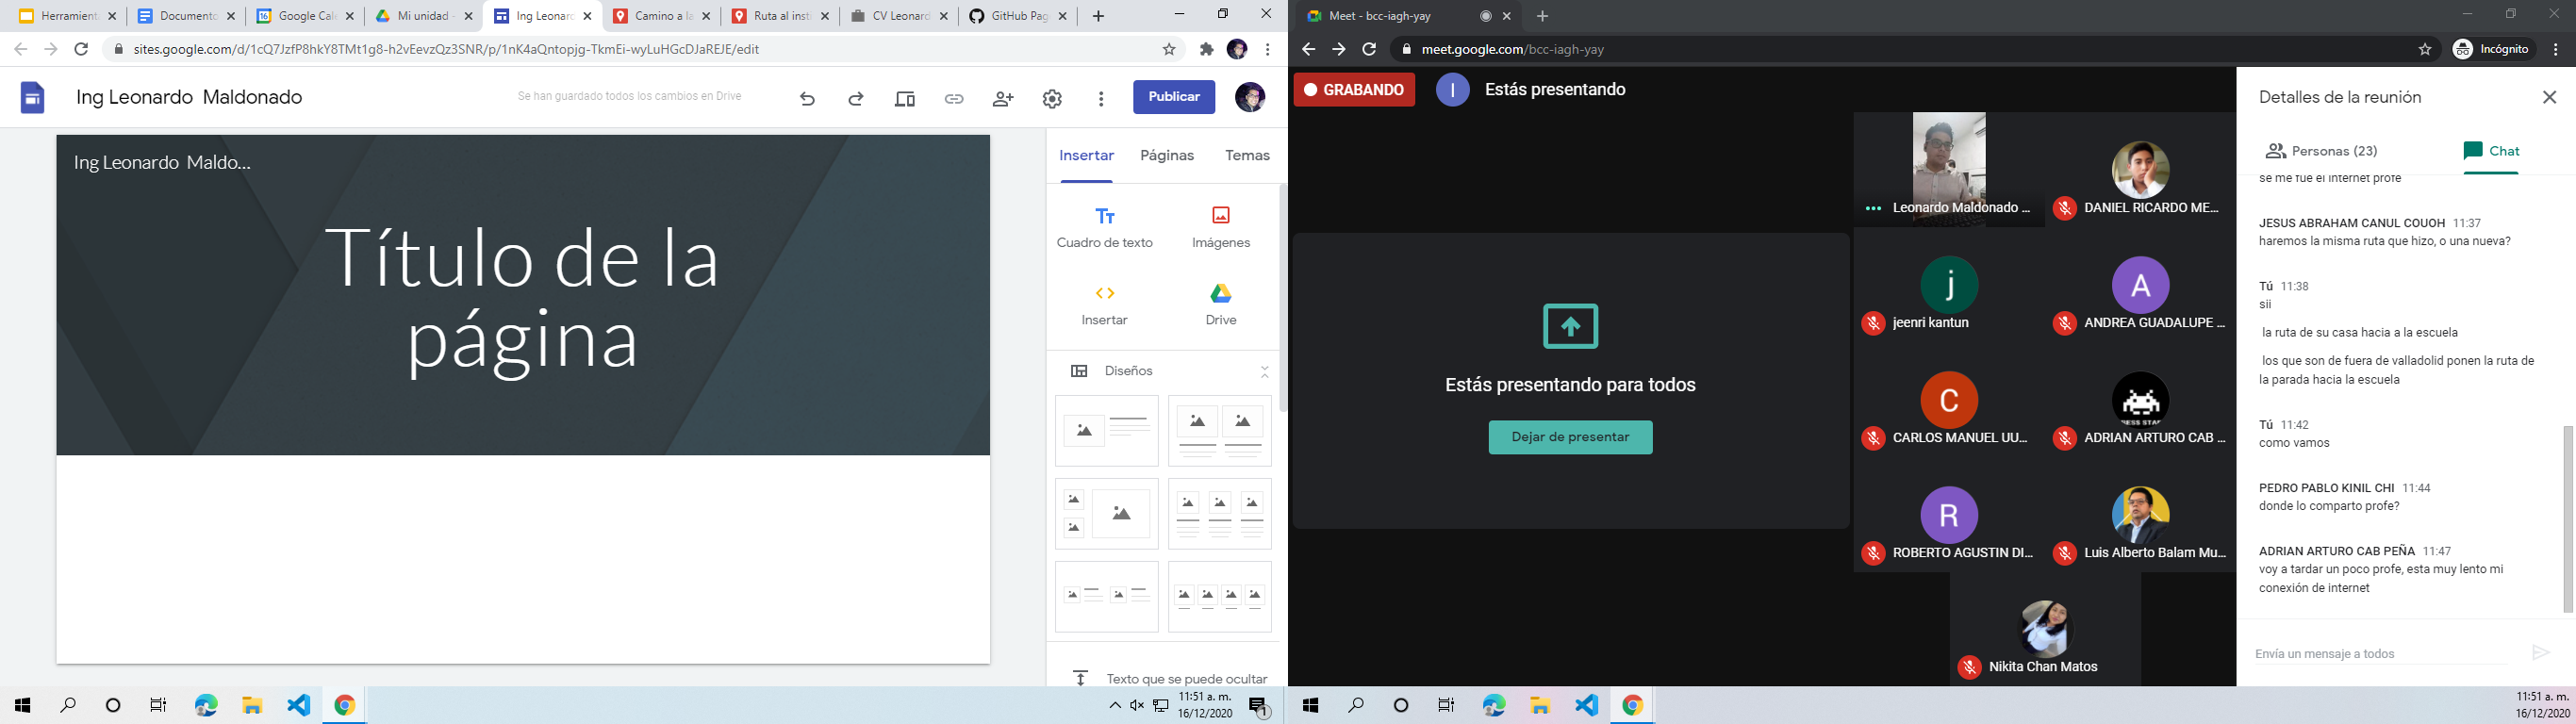 Herramient
Documento
Google Cale
Mi unidad -
Ing Leonard
Camino a la
Ruta al inst
CV Leonard
GitHub Pag
sites.google.com/d/1cQ7JzfP8hkY8TMt1g8-h2vEevzQz3SNR/p/1nK4aQntopjg-TkmEi-wyLuHGcDJaREJE/edit
Ing Leonardo Maldonado
Se han guardado todos los cambios en Drive
Publicar
Ing Leonardo Maldo...
Título de la
página
Insertar
Páginas
Temas
Cuadro de texto
Imágenes
Insertar
Drive
Diseños
Texto que se puede ocultar
11:51 a. m.
16/12/2020
1
Meet - bcc-iagh-yay
meet.google.com/bcc-iagh-yay
Incógnito
GRABANDO
I
Estás presentando
Estás presentando para todos
Dejar de presentar
Leonardo Maldonado ...
DANIEL RICARDO ME...
j
jeenri kantun
A
ANDREA GUADALUPE ...
C
CARLOS MANUEL UU...
ADRIAN ARTURO CAB ...
R
ROBERTO AGUSTIN DI...
Luis Alberto Balam Mu...
Nikita Chan Matos
Detalles de la reunión
Personas (23)
Chat
se me fue el internet profe
JESUS ABRAHAM CANUL COUOH 11:37
haremos la misma ruta que hizo, o una nueva?
Tú 11:38
sii
la ruta de su casa hacia a la escuela
los que son de fuera de valladolid ponen la ruta de
la parada hacia la escuela
Tú 11:42
como vamos
PEDRO PABLO KINIL CHI 11:44
donde lo comparto profe?
ADRIAN ARTURO CAB PEÑA 11:47
voy a tardar un poco profe, esta muy lento mi
conexión de internet
Envía un mensaje a todos
11:51 a. m.
16/12/2020